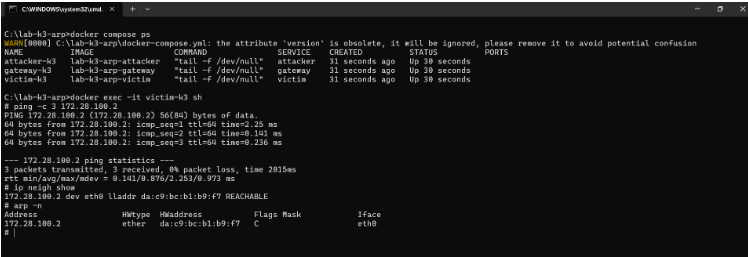 C:\WINDOWS\system32\cmd.
C:\lab-k3-arp>docker compose ps
WARN[0000] C:\lab-k3-arp\docker-compose.yml: the attribute 'version' is obsolete, it will be ignored, please remove it to avoid potential confusion
NAME IMAGE COMMAND SERVICE CREATED STATUS PORTS
attacker-k3 lab-k3-arp-attacker "tail -f /dev/null" attacker 31 seconds ago Up 30 seconds
gateway-k3 lab-k3-arp-gateway "tail -f /dev/null" gateway 31 seconds ago Up 30 seconds
victim-k3 lab-k3-arp-victim "tail -f /dev/null" victim 31 seconds ago Up 30 seconds
C:\lab-k3-arp>docker exec -it victim-k3 sh
# ping -c 3 172.28.100.2
PING 172.28.100.2 (172.28.100.2) 56(84) bytes of data.
64 bytes from 172.28.100.2: icmp_seq=1 ttl=64 time=2.25 ms
64 bytes from 172.28.100.2: icmp_seq=2 ttl=64 time=0.141 ms
64 bytes from 172.28.100.2: icmp_seq=3 ttl=64 time=0.236 ms
--- 172.28.100.2 ping statistics ---
3 packets transmitted, 3 received, 0% packet loss, time 2015ms
rtt min/avg/max/mdev = 0.141/0.876/2.253/0.973 ms
# ip neigh show
172.28.100.2 dev eth0 lladdr da:c9:bc:b1:b9:f7 REACHABLE
# arp -n
Address HWtype HWaddress Flags Mask Iface
172.28.100.2 ether da:c9:bc:b1:b9:f7 C eth0
#